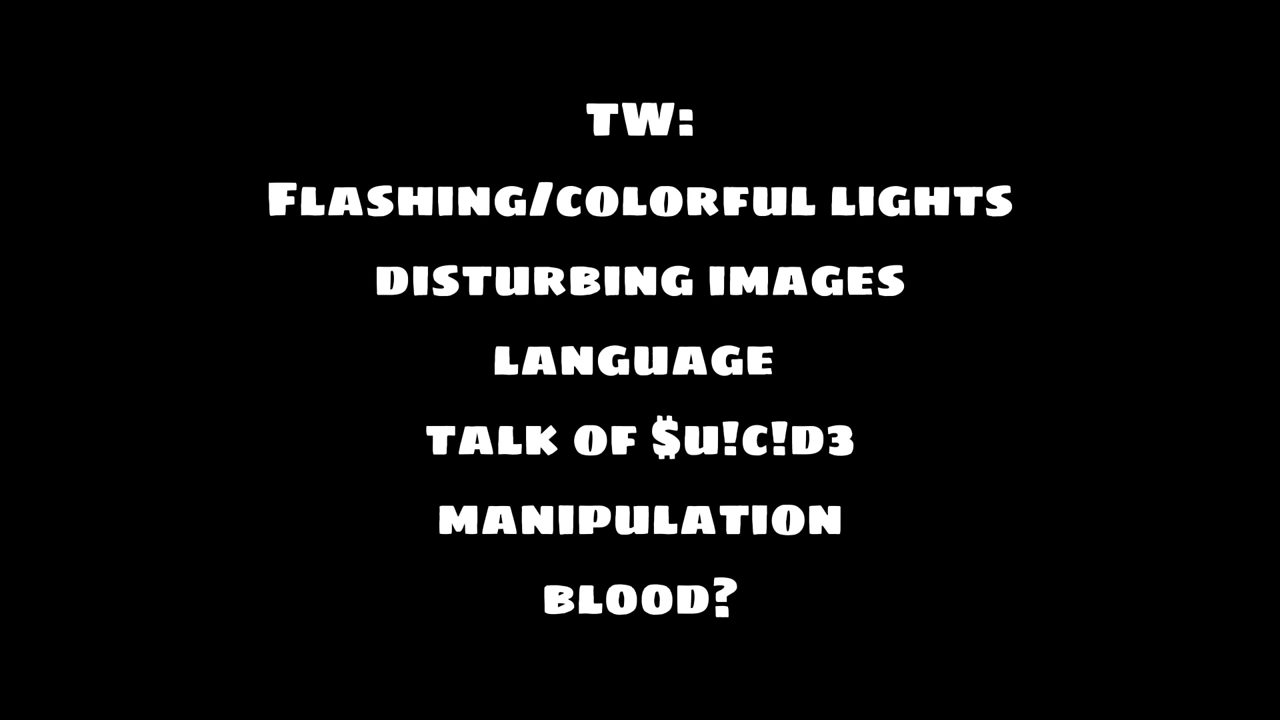 TW:
Flashing/colorful lights
disturbing images
language
talk of $u!c!d3
manipulation
blood?